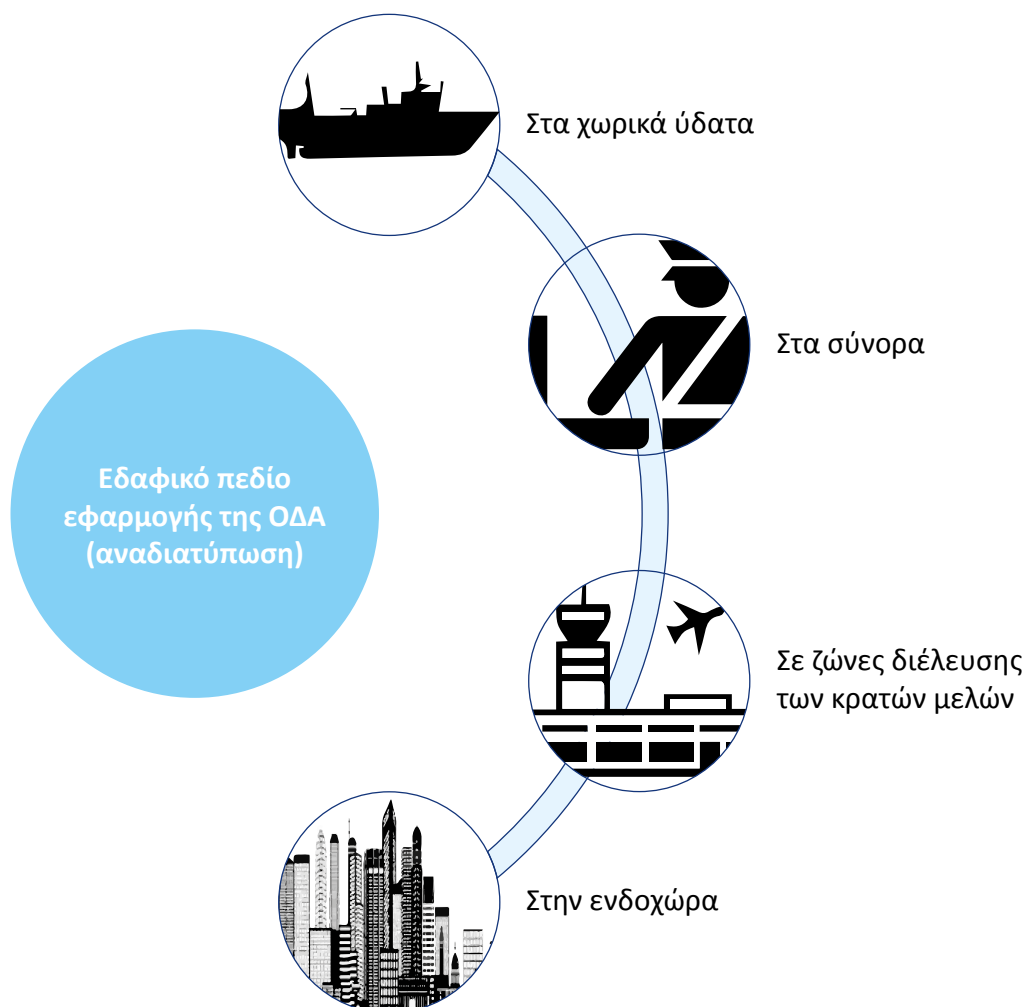 Στα χωρικά ύδατα
Στα σύνορα
Εδαφικό πεδίο
εφαρμογής της ΟΔΑ
(αναδιατύπωση)
Σε ζώνες διέλευσης
των κρατών μελών
Στην ενδοχώρα